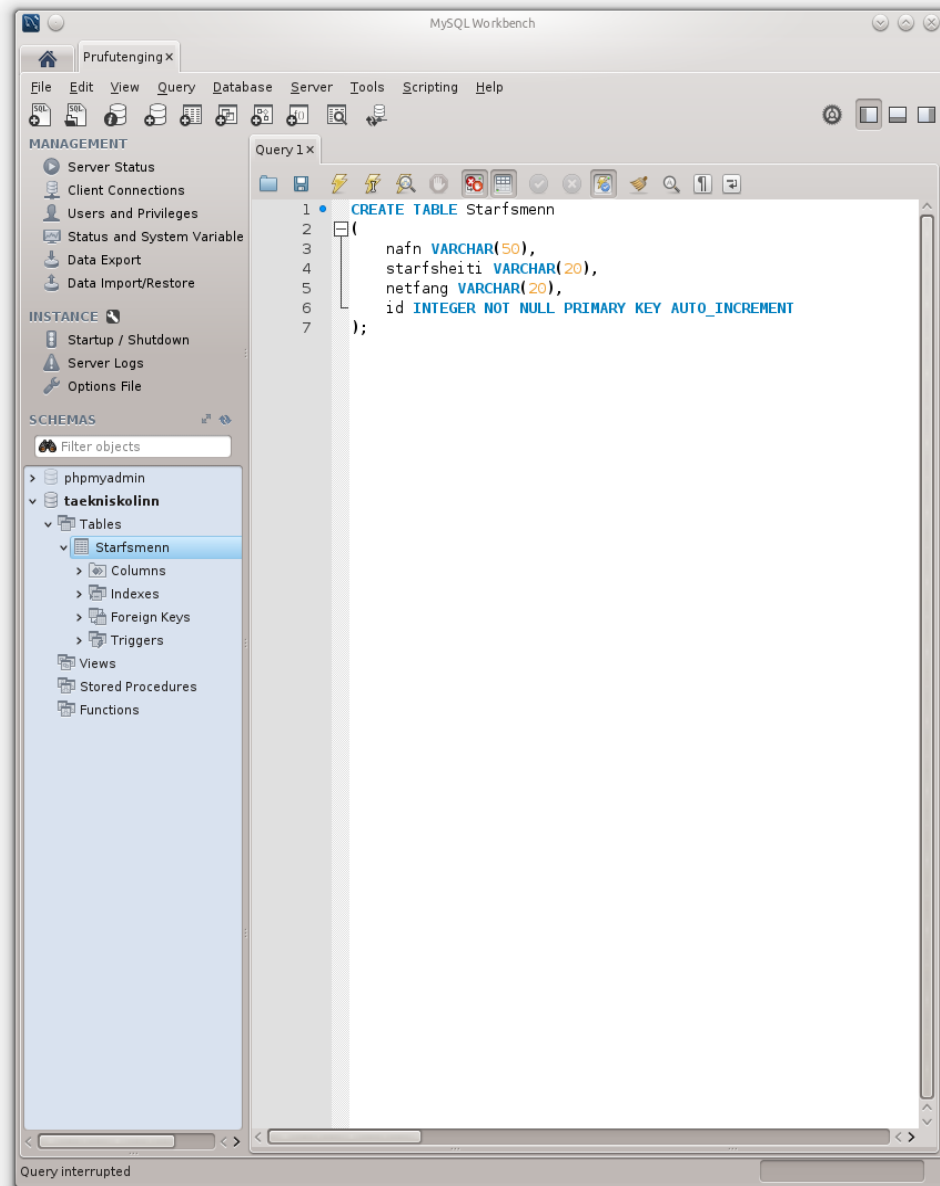 MySQL Workbench
Prufutenging
File Edit View Query Database Server Tools Scripting Help
SQL SQL
MANAGEMENT
Server Status
Client Connections
Users and Privileges
Status and System Variable
Data Export
Data Import/Restore
INSTANCE
Startup / Shutdown
Server Logs
Options File
SCHEMAS
Filter objects
phpmyadmin
taekniskolinn
Tables
Starfsmenn
Columns
Indexes
Foreign Keys
Triggers
Views
Stored Procedures
Functions
Query 1
1 CREATE TABLE Starfsmenn
2 (
3 nafn VARCHAR(50),
4 starfsheiti VARCHAR(20),
5 netfang VARCHAR(20),
6 id INTEGER NOT NULL PRIMARY KEY AUTO_INCREMENT
7 );
Query interrupted